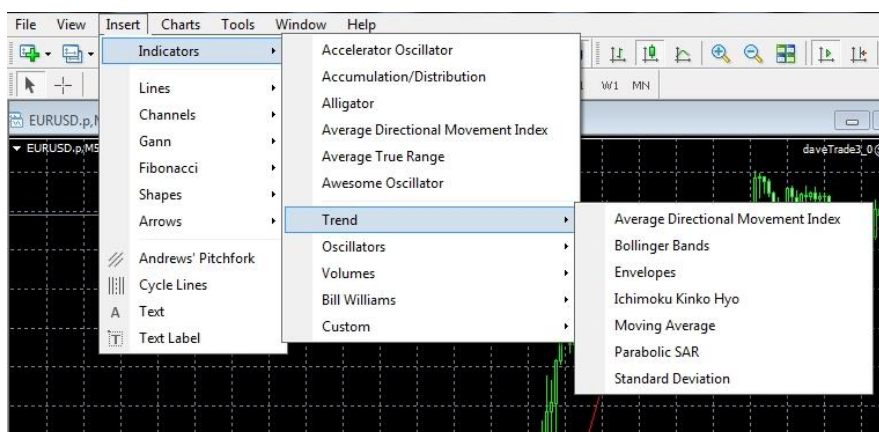 File View Insert Charts Tools Window Help
Indicators
Lines
Channels
Gann
Fibonacci
Shapes
Arrows
Andrews' Pitchfork
Cycle Lines
A Text
T Text Label
Accelerator Oscillator
Accumulation/Distribution
Alligator
Average Directional Movement Index
Average True Range
Awesome Oscillator
Trend
Oscillators
Volumes
Bill Williams
Custom
Average Directional Movement Index
Bollinger Bands
Envelopes
Ichimoku Kinko Hyo
Moving Average
Parabolic SAR
Standard Deviation
W1 MN
EURUSD.p,
EURUSD.p,M5
daveTrade3_0